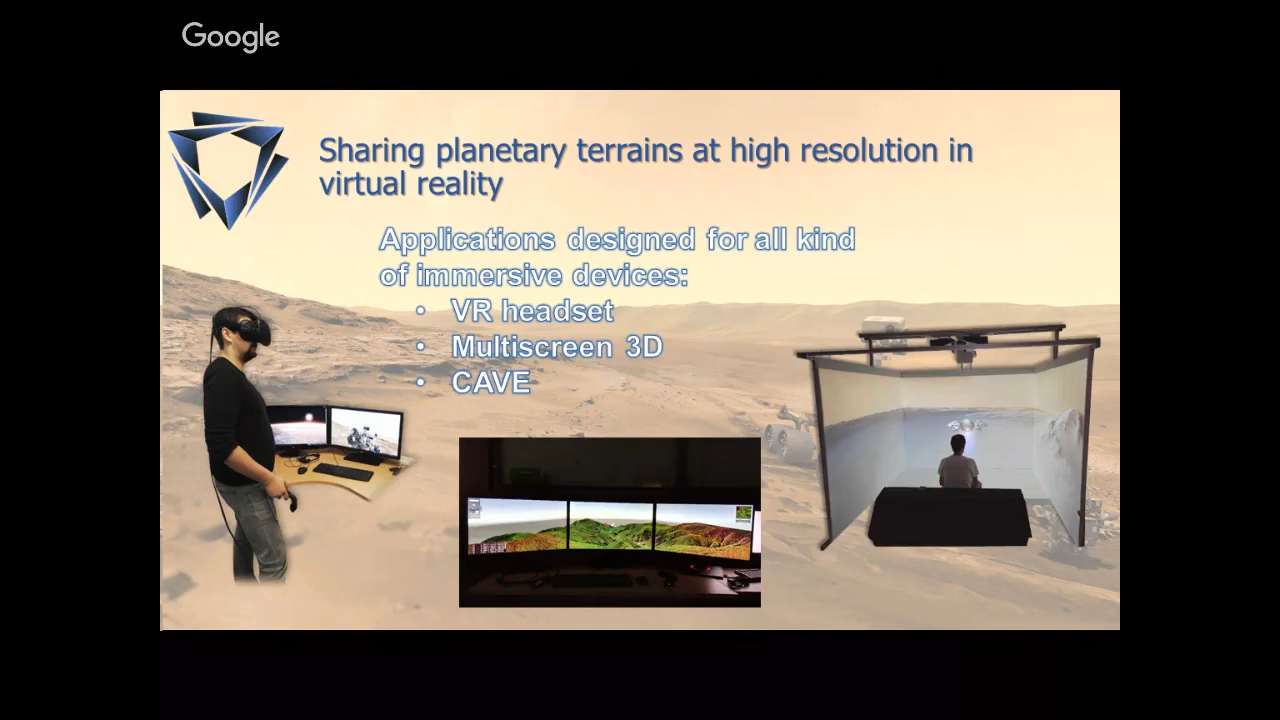 Google
Sharing planetary terrains at high resolution in
virtual reality
Applications designed for all kind
of immersive devices:
• VR headset
• Multiscreen 3D
• CAVE